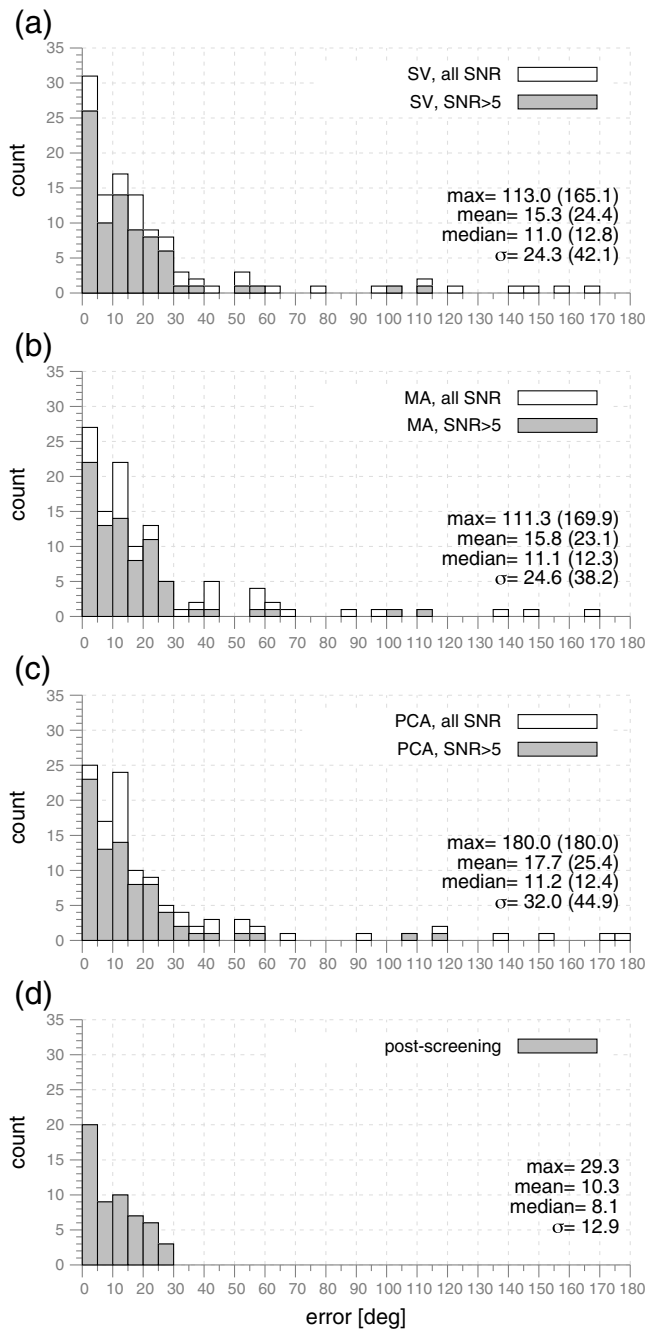 (a)
35
30
25
20
15
10
5
0
count
SV, all SNR
SV, SNR>5
max= 113.0 (165.1)
mean= 15.3 (24.4)
median= 11.0 (12.8)
σ= 24.3 (42.1)
0 10 20 30 40 50 60 70 80 90 100 110 120 130 140 150 160 170 180
(b)
35
30
25
20
15
10
5
0
count
MA, all SNR
MA, SNR>5
max= 111.3 (169.9)
mean= 15.8 (23.1)
median= 11.1 (12.3)
σ= 24.6 (38.2)
0 10 20 30 40 50 60 70 80 90 100 110 120 130 140 150 160 170 180
(c)
35
30
25
20
15
10
5
0
count
PCA, all SNR
PCA, SNR>5
max= 180.0 (180.0)
mean= 17.7 (25.4)
median= 11.2 (12.4)
σ= 32.0 (44.9)
0 10 20 30 40 50 60 70 80 90 100 110 120 130 140 150 160 170 180
(d)
35
30
25
20
15
10
5
0
count
post-screening
max= 29.3
mean= 10.3
median= 8.1
σ= 12.9
0 10 20 30 40 50 60 70 80 90 100 110 120 130 140 150 160 170 180
error [deg]